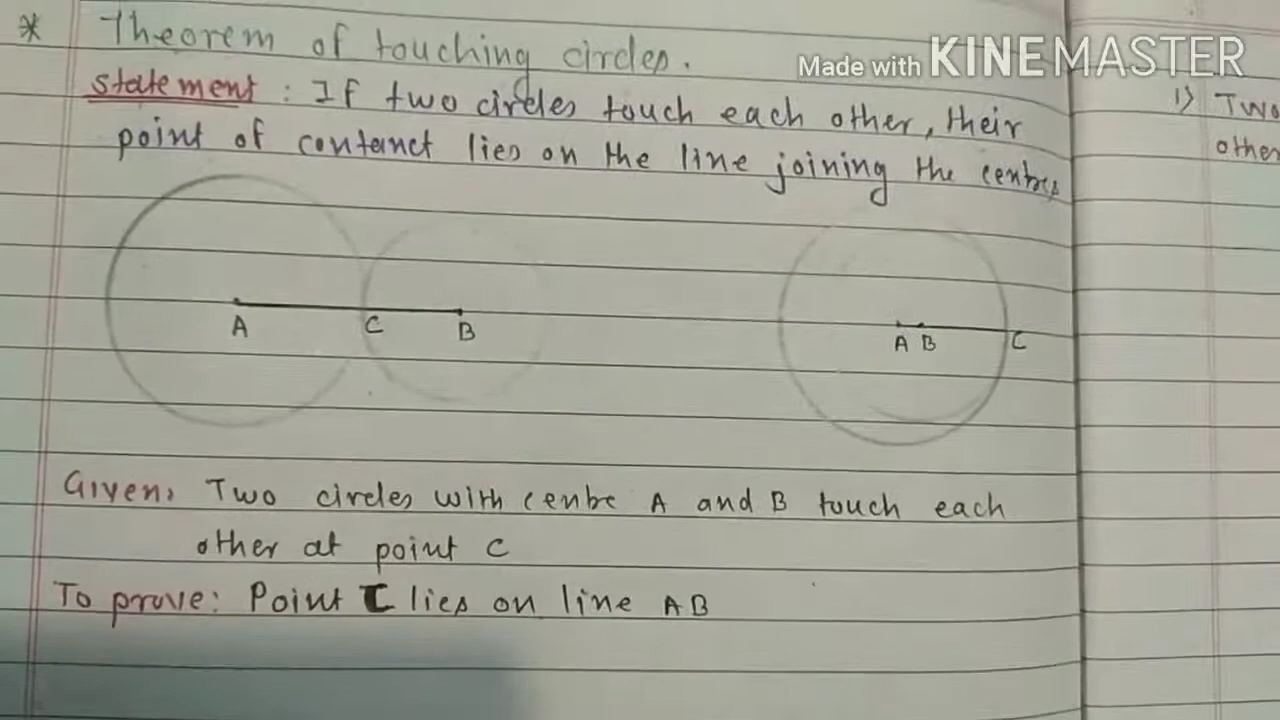 * Theorem of touching circles.
Made with KINEMASTER
statement : If two circles touch each other, their
point of contanct lies on the line joining the centres
1) Two
other
A C B
A B C
Given, Two circles with centre A and B touch each
other at point C
To prove: Point C lies on line AB